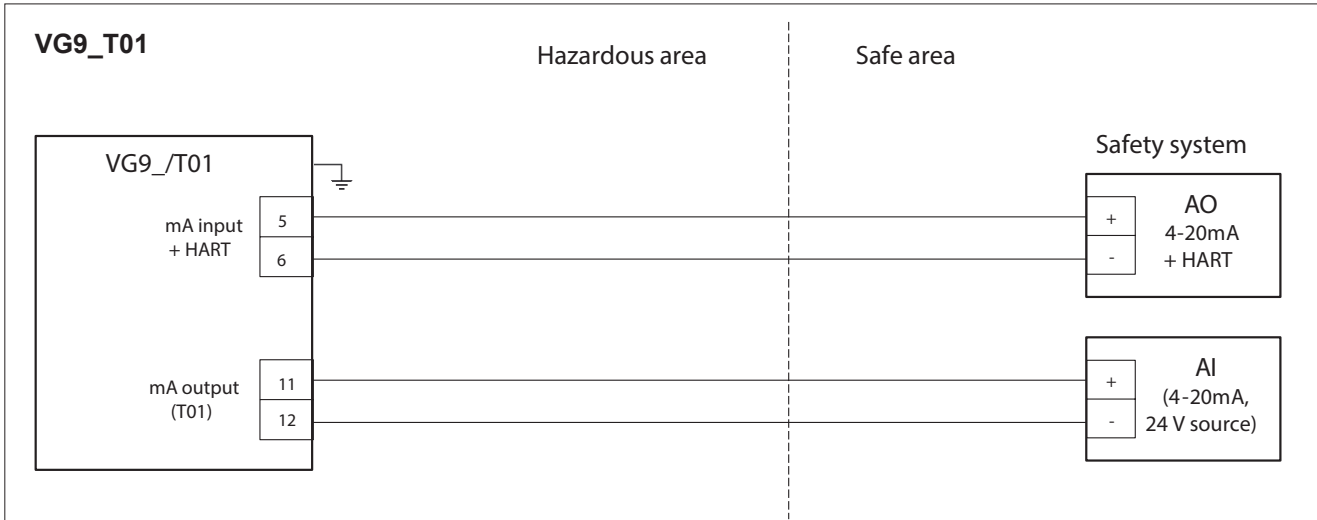 VG9_T01
Hazardous area
Safe area
VG9_/T01
mA input
+ HART
5
6
mA output
(T01)
11
12
Safety system
+
-
AO
4-20mA
+ HART
+
-
AI
(4-20mA,
24 V source)